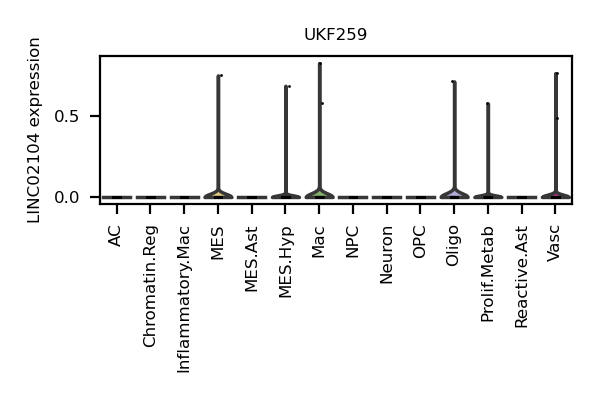 UKF259
LINC02104 expression
0.5
0.0
AC
Chromatin.Reg
Inflammatory.Mac
MES
MES.Ast
MES.Hyp
Mac
NPC
Neuron
OPC
Oligo
Prolif.Metab
Reactive.Ast
Vasc